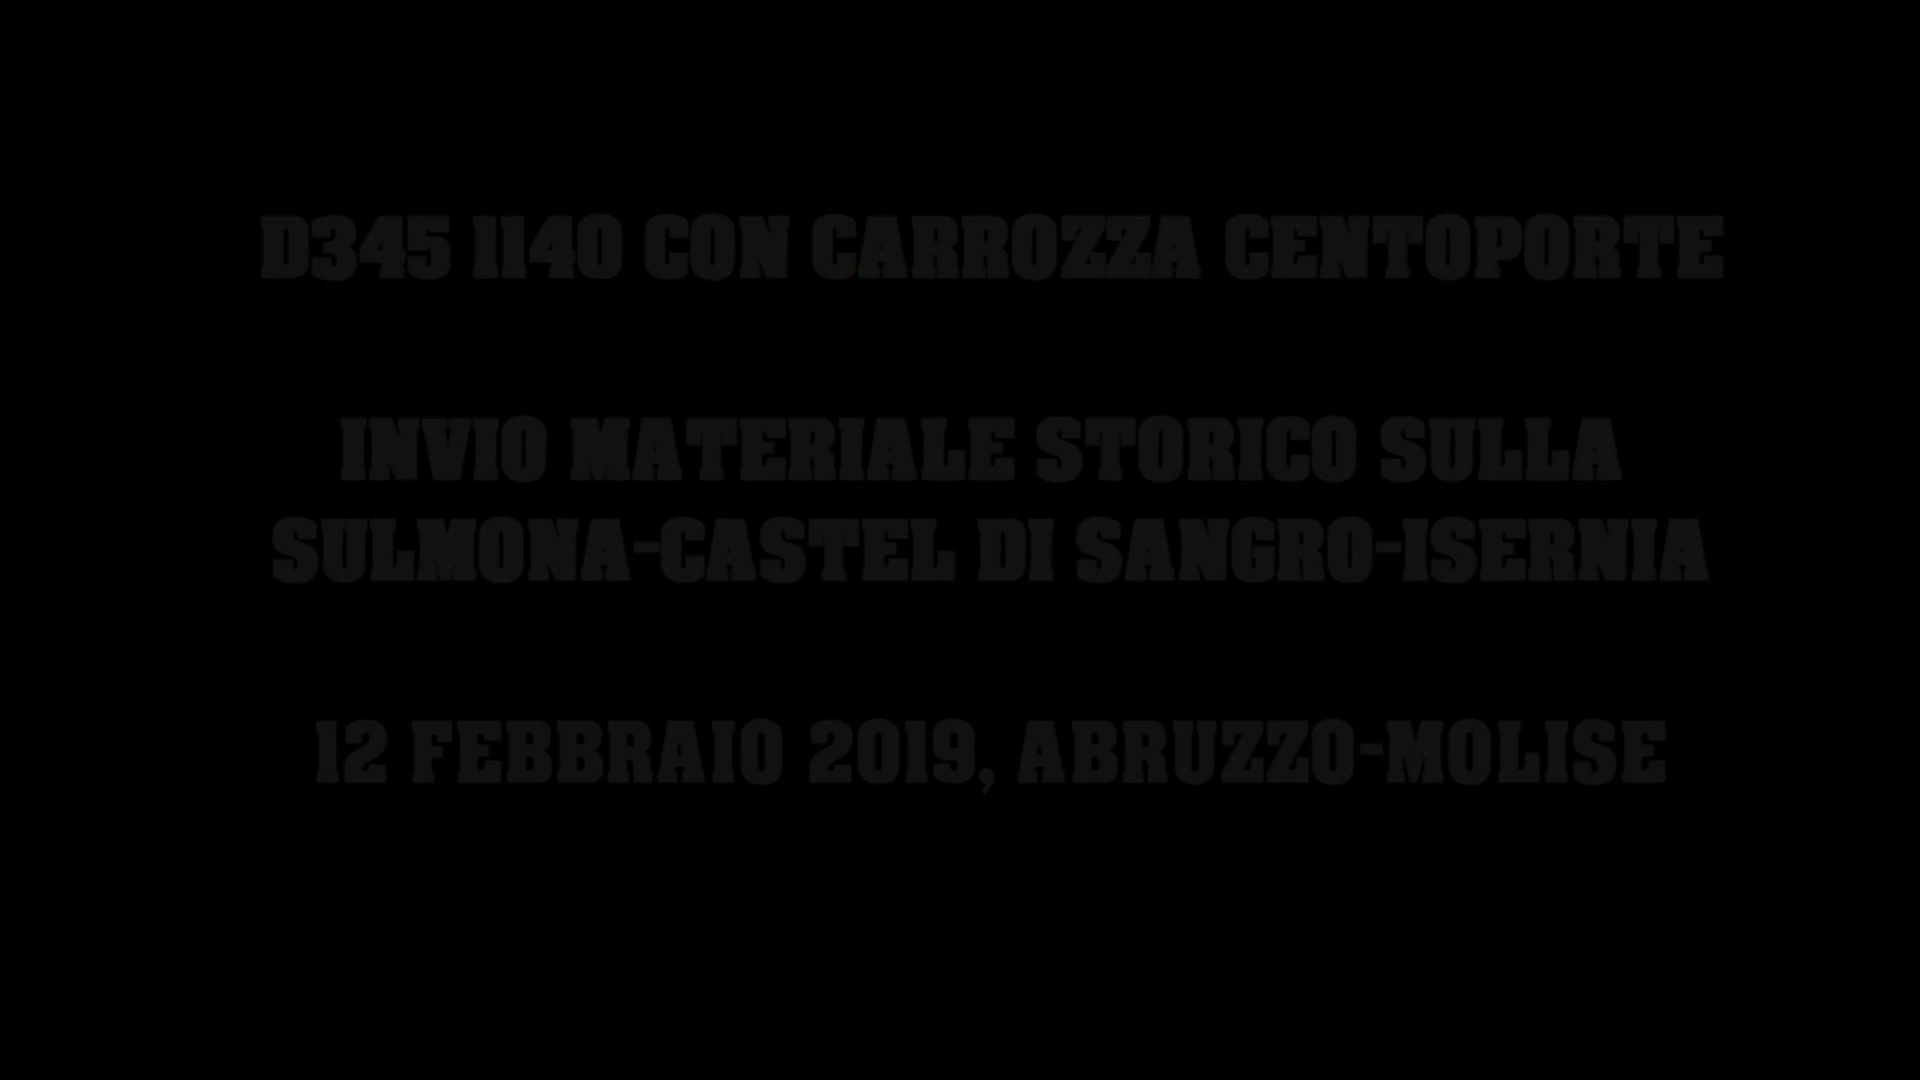 D345 1140 CON CARROZZA CENTOPORTE
INVIO MATERIALE STORICO SULLA
SULMONA-CASTEL DI SANGRO-ISERNIA
12 FEBBRAIO 2019, ABRUZZO-MOLISE